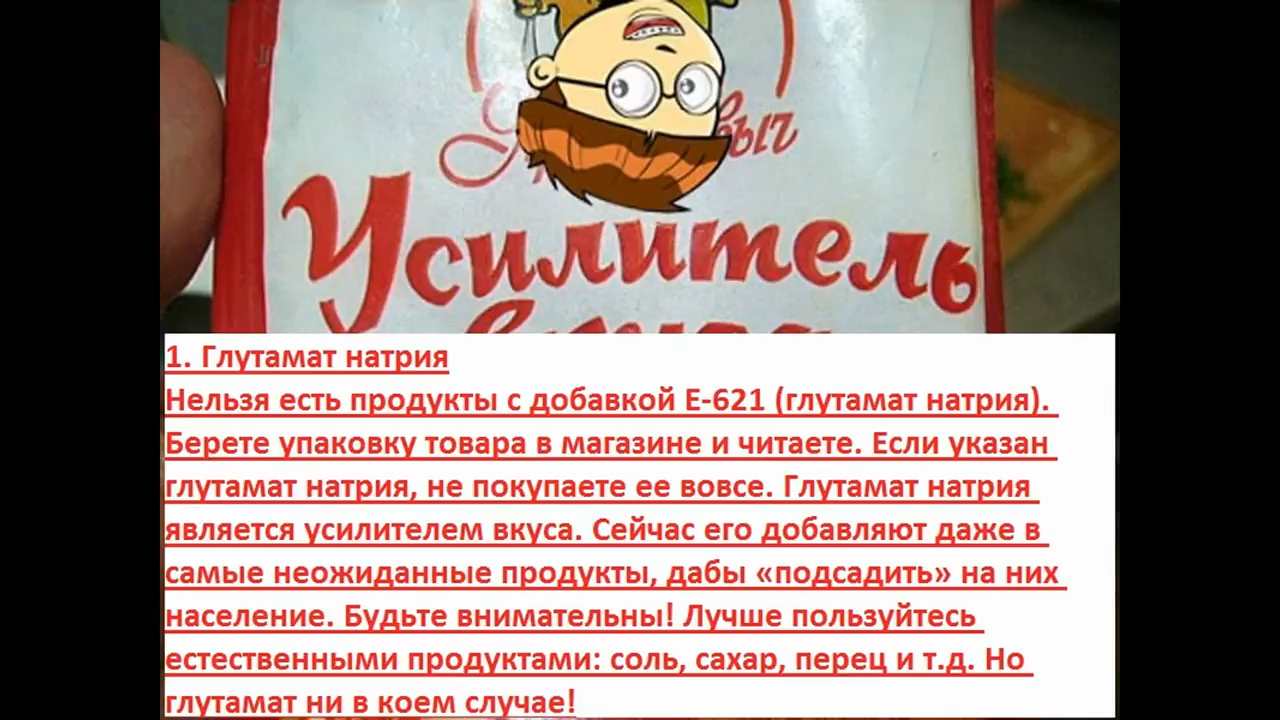 Усилитель
1. Глутамат натрия
Нельзя есть продукты с добавкой Е-621 (глутамат натрия).
Берете упаковку товара в магазине и читаете. Если указан
глутамат натрия, не покупаете ее вовсе. Глутамат натрия
является усилителем вкуса. Сейчас его добавляют даже в
самые неожиданные продукты, дабы «подсадить» на них
население. Будьте внимательны! Лучше пользуйтесь
естественными продуктами: соль, сахар, перец и т.д. Но
глутамат ни в коем случае!